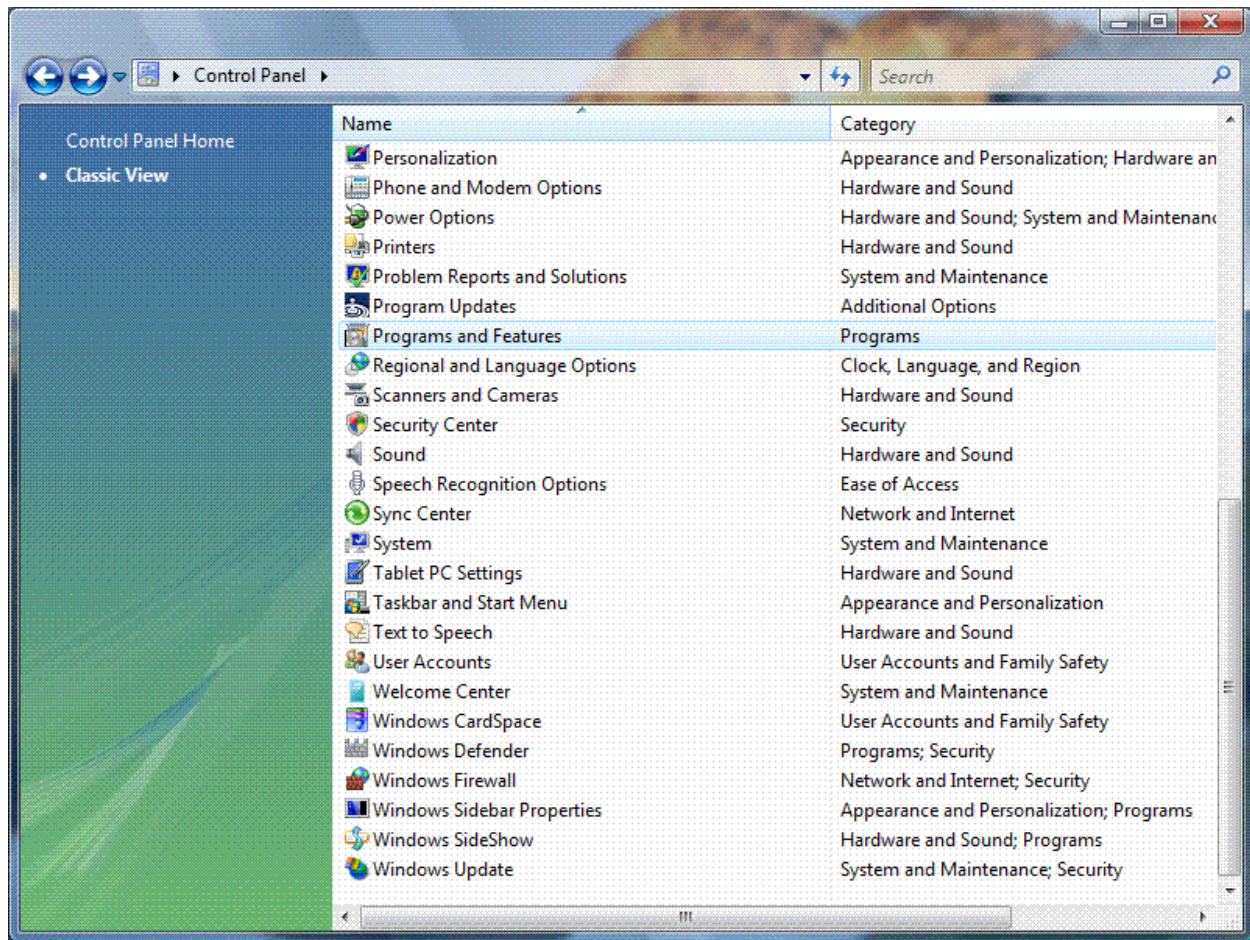 Control Panel
Search
Control Panel Home
Classic View
Name Category
Personalization Appearance and Personalization; Hardware an
Phone and Modem Options Hardware and Sound
Power Options Hardware and Sound; System and Maintenanc
Printers Hardware and Sound
Problem Reports and Solutions System and Maintenance
Program Updates Additional Options
Programs and Features Programs
Regional and Language Options Clock, Language, and Region
Scanners and Cameras Hardware and Sound
Security Center Security
Sound Hardware and Sound
Speech Recognition Options Ease of Access
Sync Center Network and Internet
System System and Maintenance
Tablet PC Settings Hardware and Sound
Taskbar and Start Menu Appearance and Personalization
Text to Speech Hardware and Sound
User Accounts User Accounts and Family Safety
Welcome Center System and Maintenance
Windows CardSpace User Accounts and Family Safety
Windows Defender Programs; Security
Windows Firewall Network and Internet; Security
Windows Sidebar Properties Appearance and Personalization; Programs
Windows SideShow Hardware and Sound; Programs
Windows Update System and Maintenance; Security